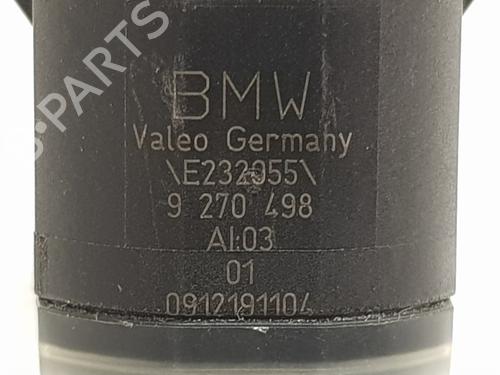 BMW
Valeo Germany
\E232955\
9 270 498
AI:03
01
0912191104